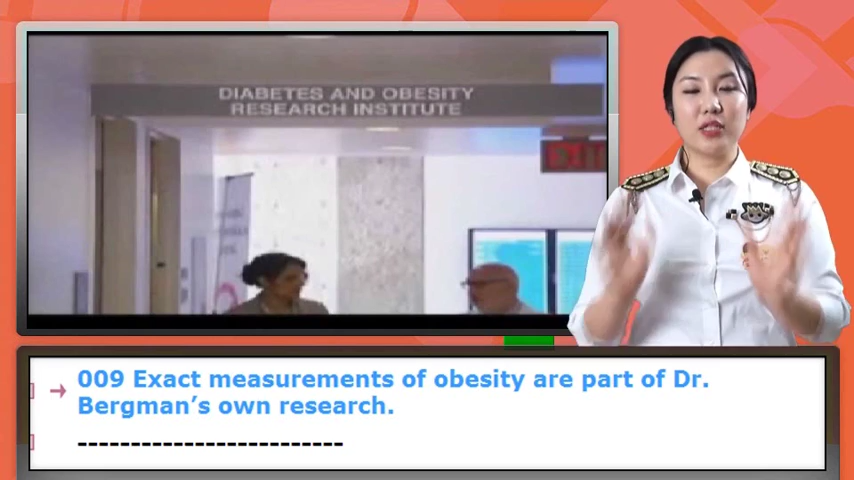 DIABETES AND OBESITY
RESEARCH INSTITUTE
EXIT
009 Exact measurements of obesity are part of Dr.
Bergman’s own research.
-------------------------